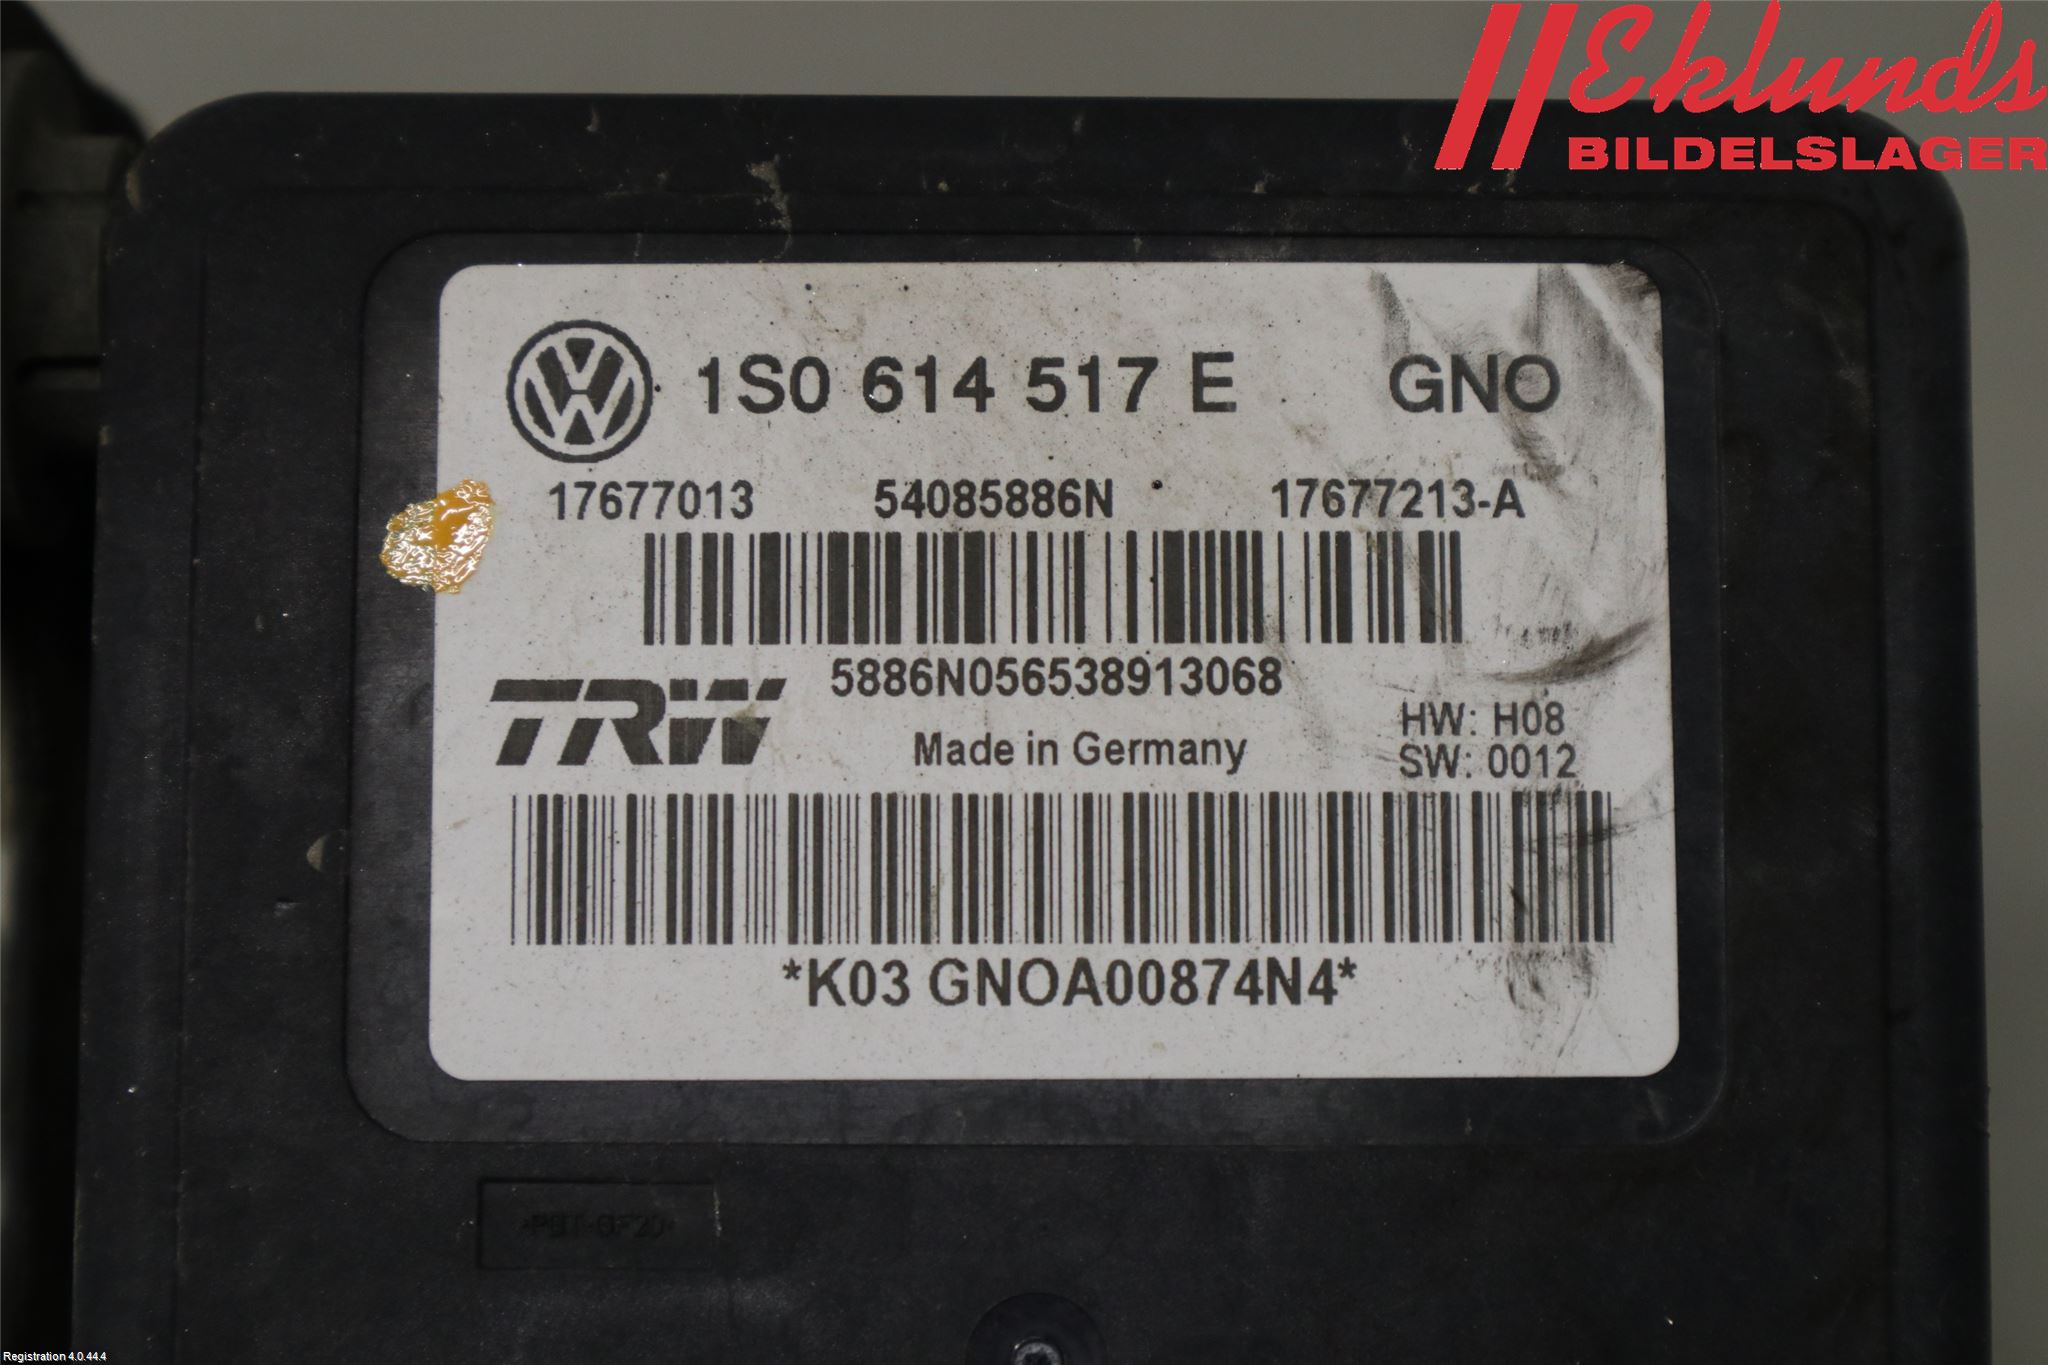 Eklunds
BILDELSLAGER
1S0 614 517 E GNO
17677013 54085886N 17677213-A
5886N056538913068
TRW
Made in Germany
HW: H08
SW: 0012
*K03 GNOA00874N4*
Registration 4.0.44.4